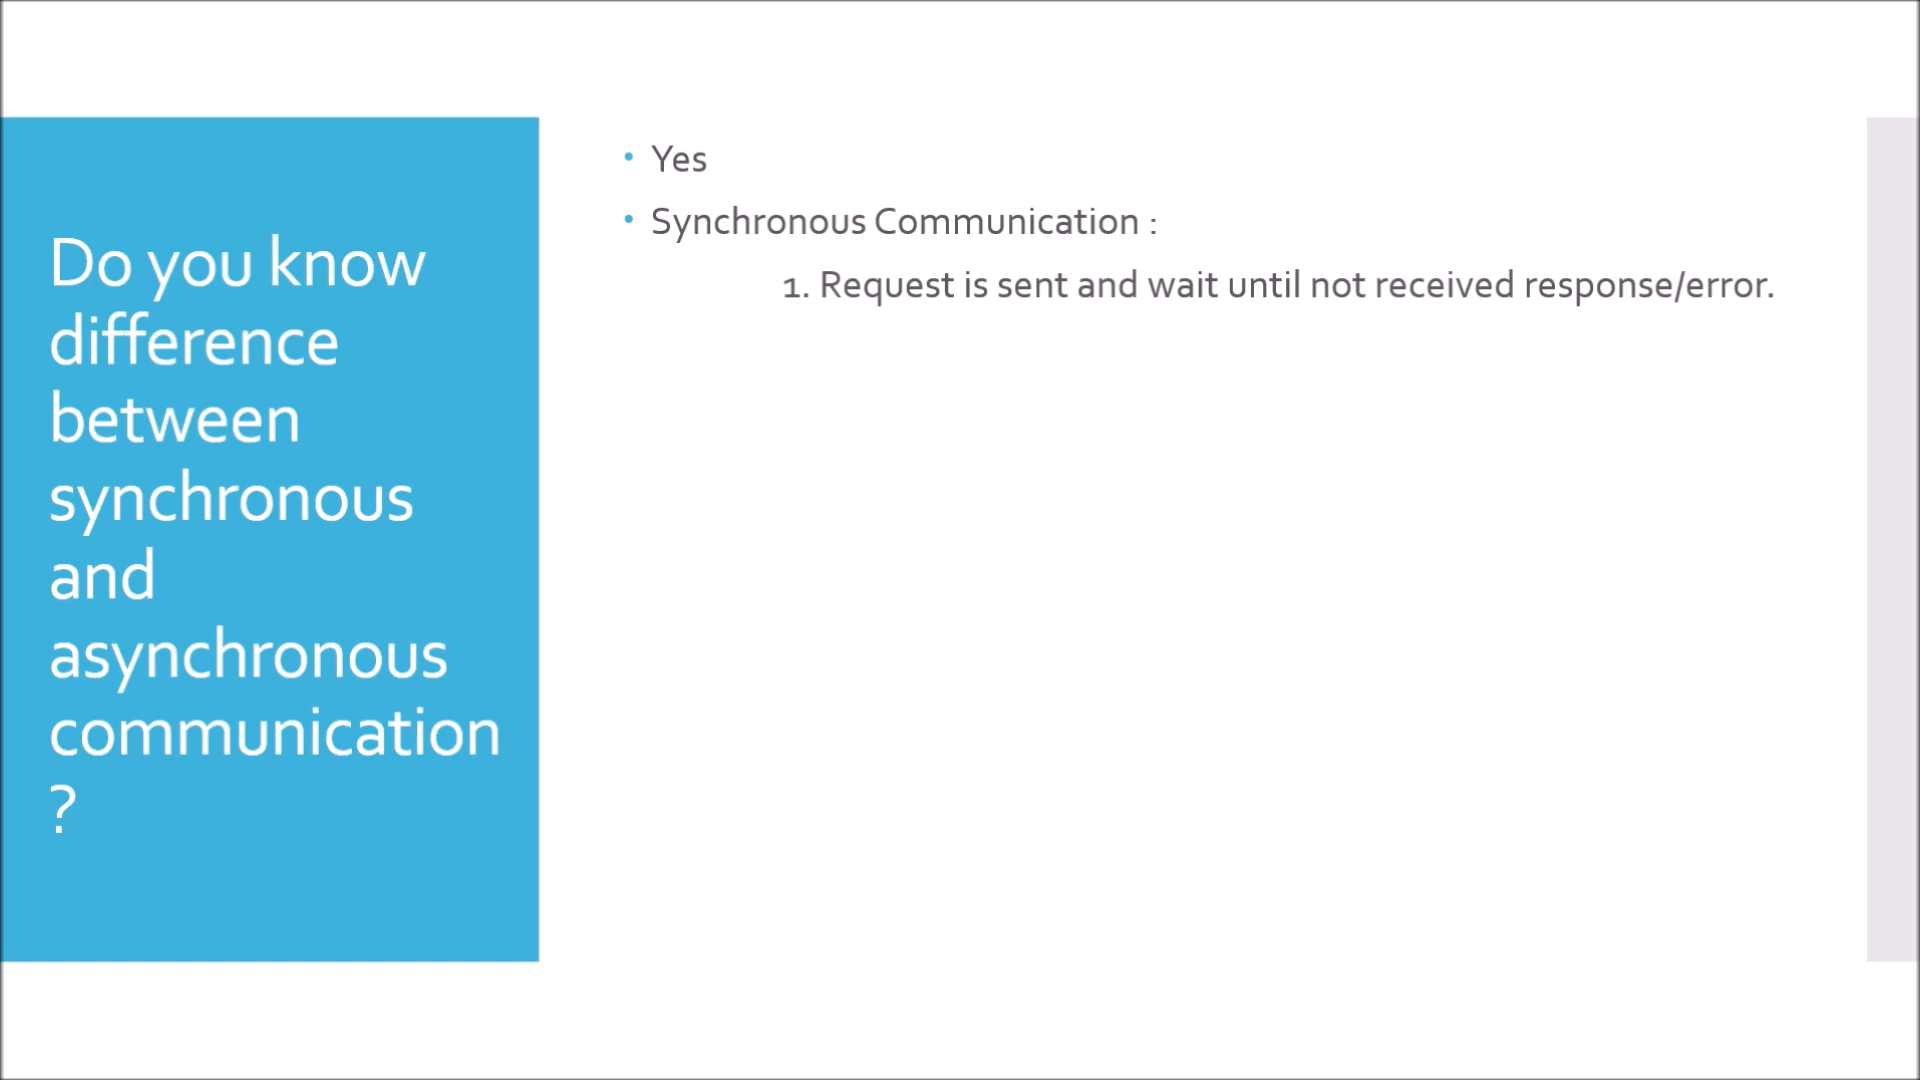 Do you know
difference
between
synchronous
and
asynchronous
communication
?
• Yes
• Synchronous Communication :
1. Request is sent and wait until not received response/error.